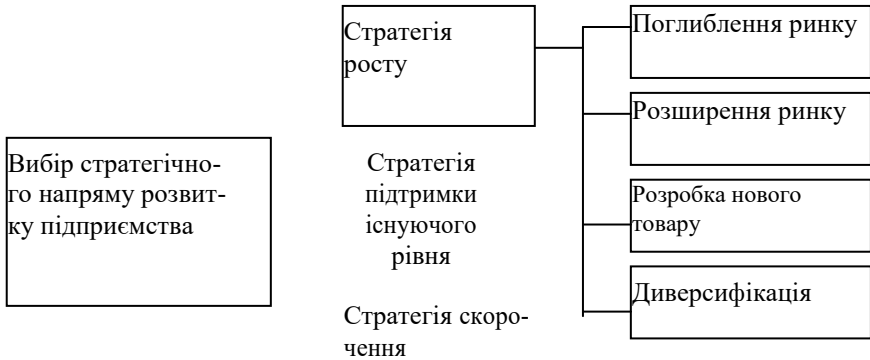 Вибір стратегічно-
го напряму розвит-
ку підприємства
Стратегія
росту
Стратегія
підтримки
існуючого
рівня
Стратегія скоро-
чення
Поглиблення ринку
Розширення ринку
Розробка нового
товару
Диверсифікація